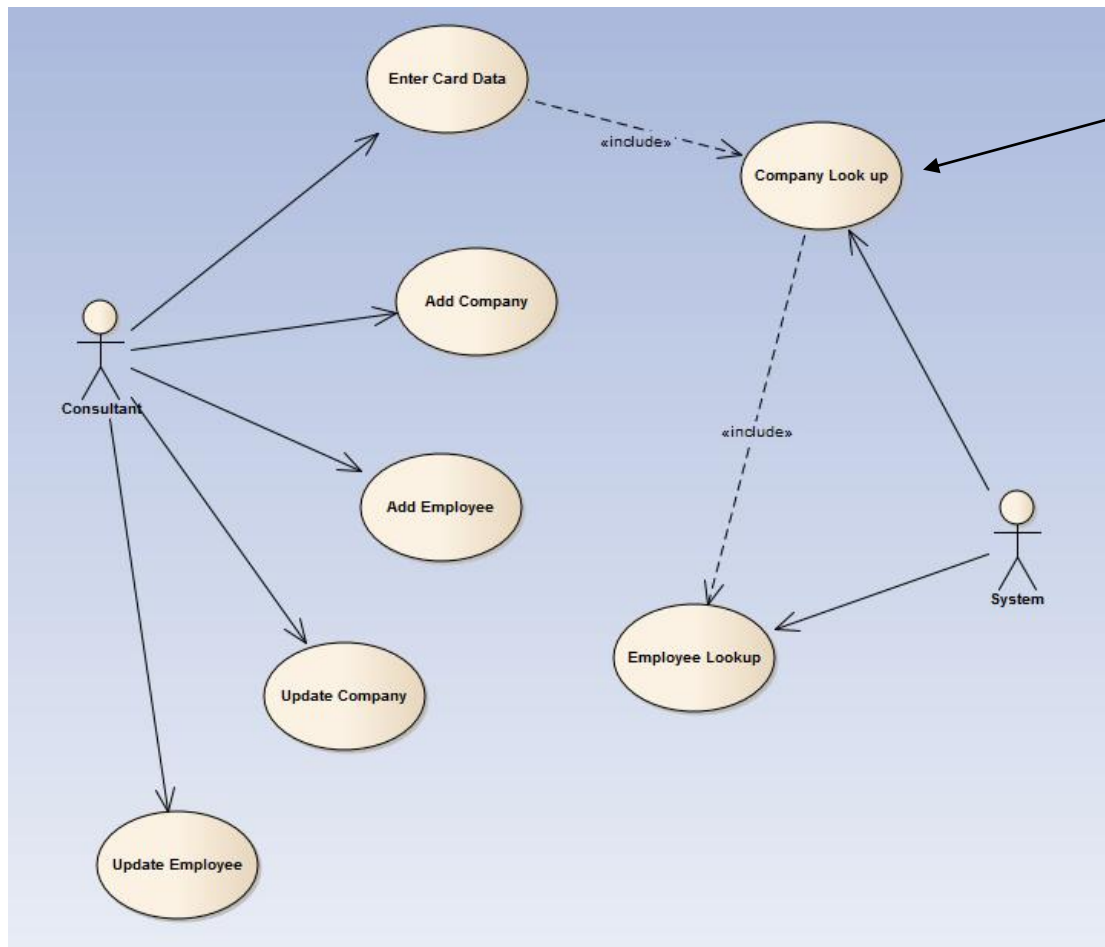 Enter Card Data
«include»
Company Look up
Add Company
Consultant
«include»
Add Employee
System
Employee Lookup
Update Company
Update Employee